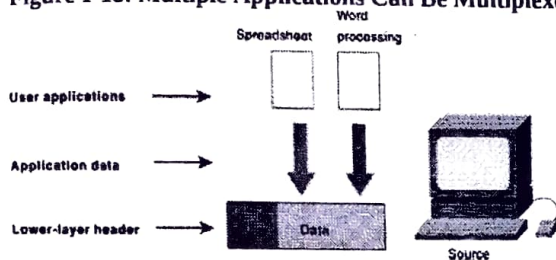 Figure 1-18: Multiple Applications Can Be Multiplexed
Spreadsheet
Word
processing
User applications
Application data
Lower-layer header
Data
Source